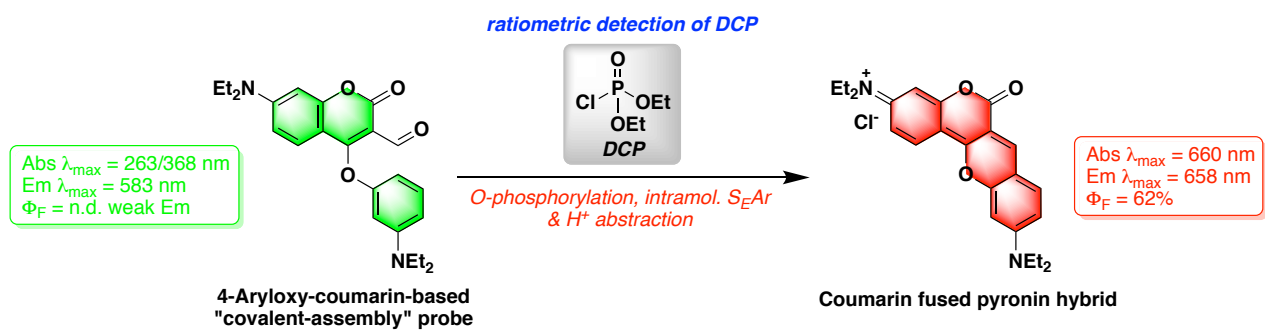 ratiometric detection of DCP
O
Cl P OEt
OEt
DCP
Et₂N O O
O
O
NEt₂
Abs λmax = 263/368 nm
Em λmax = 583 nm
ΦF = n.d. weak Em
O-phosphorylation, intramol. SEAr
& H⁺ abstraction
4-Aryloxy-coumarin-based
"covalent-assembly" probe
Et₂N⁺ O O
Cl⁻
O
NEt₂
Abs λmax = 660 nm
Em λmax = 658 nm
ΦF = 62%
Coumarin fused pyronin hybrid